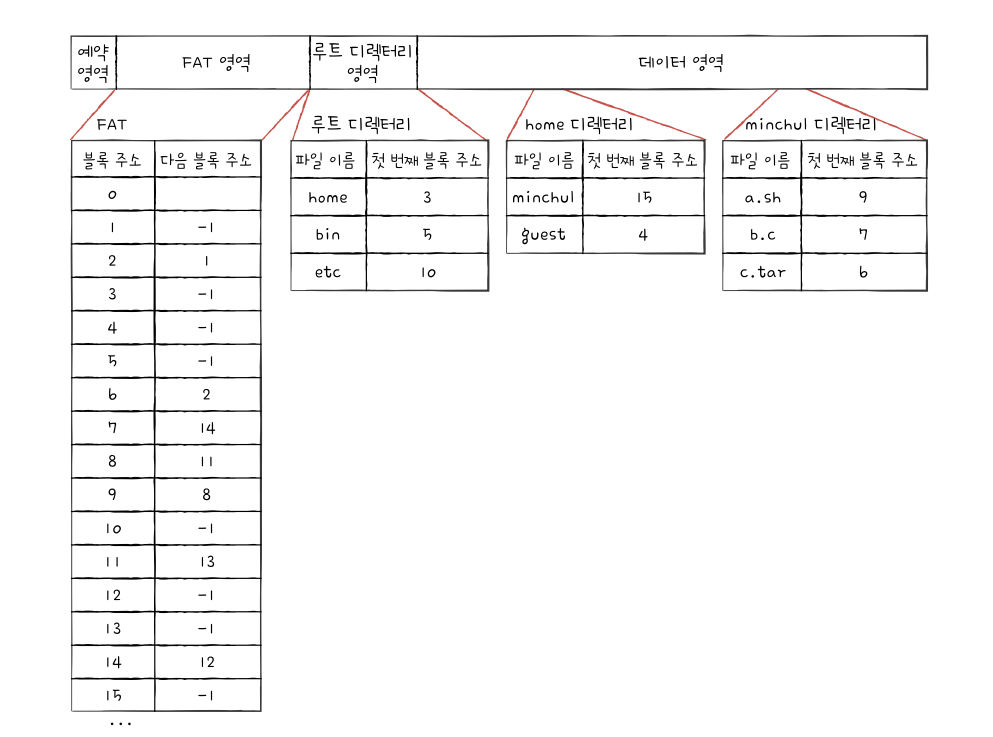 예약
영역
FAT 영역
루트 디렉터리
영역
데이터 영역
FAT
블록 주소 다음 블록 주소
0
1 -1
2 1
3 -1
4 -1
5 -1
6 2
7 14
8 11
9 8
10 -1
11 13
12 -1
13 -1
14 12
15 -1
...
루트 디렉터리
파일 이름 첫 번째 블록 주소
home 3
bin 5
etc 10
home 디렉터리
파일 이름 첫 번째 블록 주소
minchul 15
guest 4
minchul 디렉터리
파일 이름 첫 번째 블록 주소
a.sh 9
b.c 7
c.tar 6